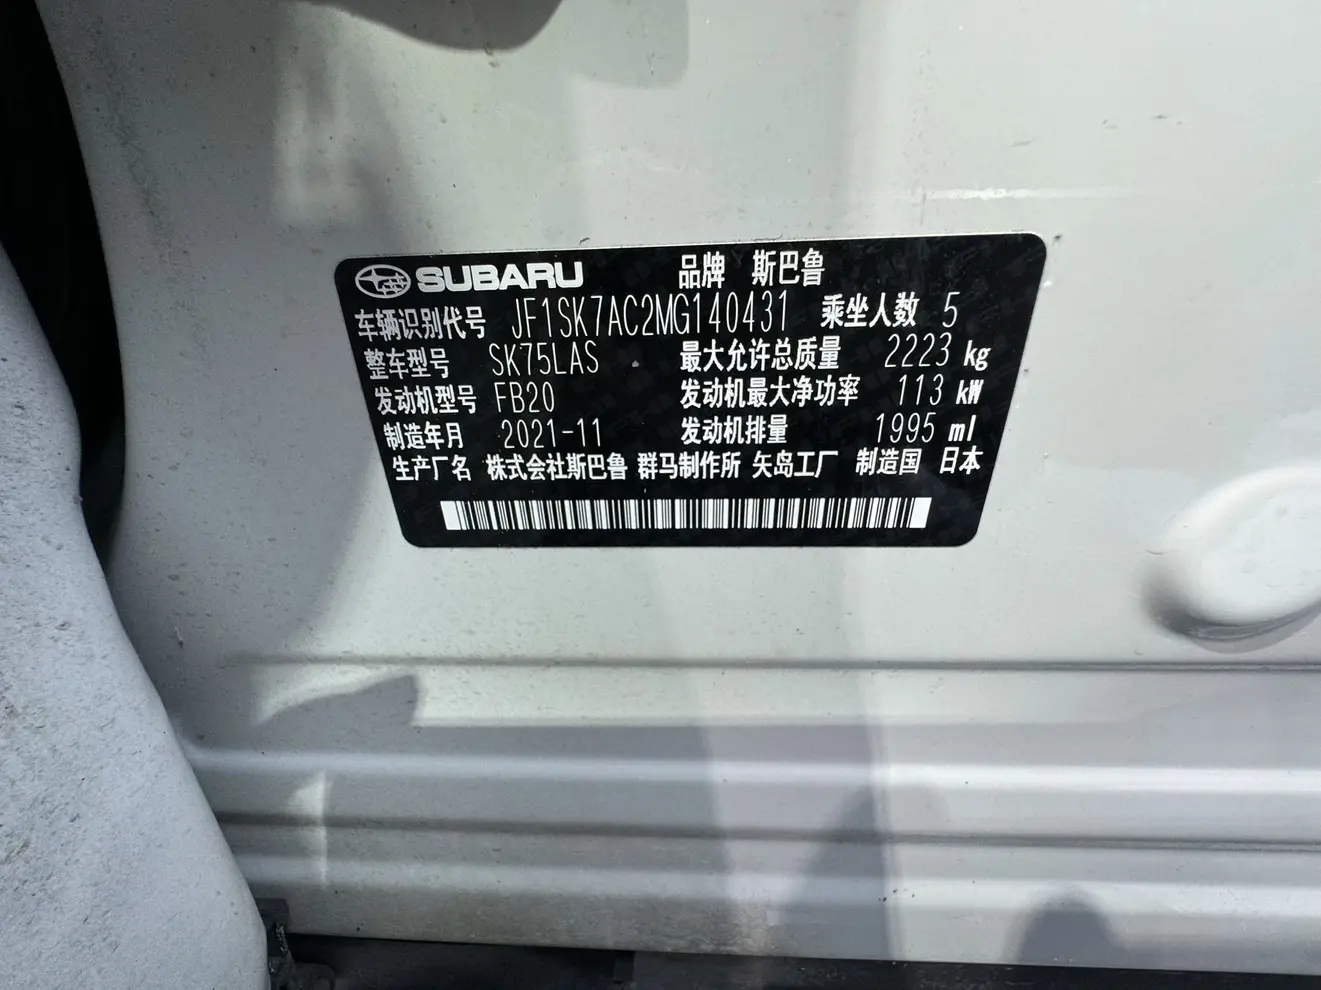 SUBARU 品牌 斯巴鲁
车辆识别代号 JF1SK7AC2MG140431 乘坐人数 5
整车型号 SK75LAS 最大允许总质量 2223 kg
发动机型号 FB20 发动机最大净功率 113 kW
制造年月 2021-11 发动机排量 1995 ml
生产厂名 株式会社斯巴鲁 群马制作所 矢岛工厂 制造国 日本